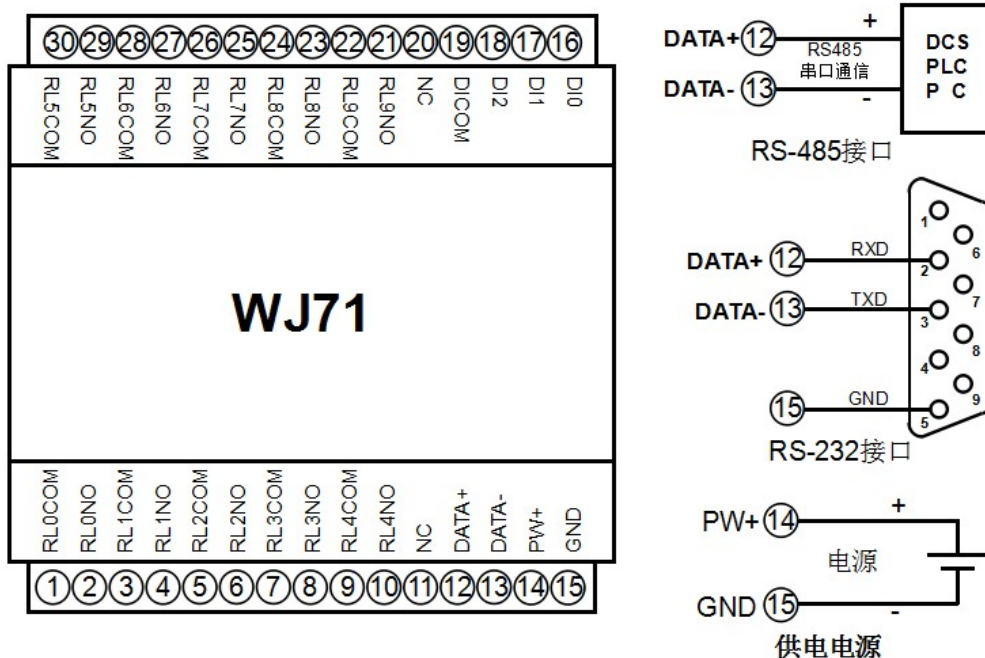 30 29 28 27 26 25 24 23 22 21 20 19 18 17 16
RL5COM
RL5NO
RL6COM
RL6NO
RL7COM
RL7NO
RL8COM
RL8NO
RL9COM
RL9NO
NC
DICOM
DI2
DI1
DI0
WJ71
RL0COM
RL0NO
RL1COM
RL1NO
RL2COM
RL2NO
RL3COM
RL3NO
RL4COM
RL4NO
NC
DATA+
DATA-
PW+
GND
1 2 3 4 5 6 7 8 9 10 11 12 13 14 15
DATA+ 12
+
RS485
串口通信
DATA- 13
-
DCS
PLC
P C
RS-485接口
DATA+ 12
RXD
DATA- 13
TXD
15
GND
1
6
2
7
3
8
4
9
5
RS-232接口
PW+ 14
+
电源
GND 15
-
供电电源